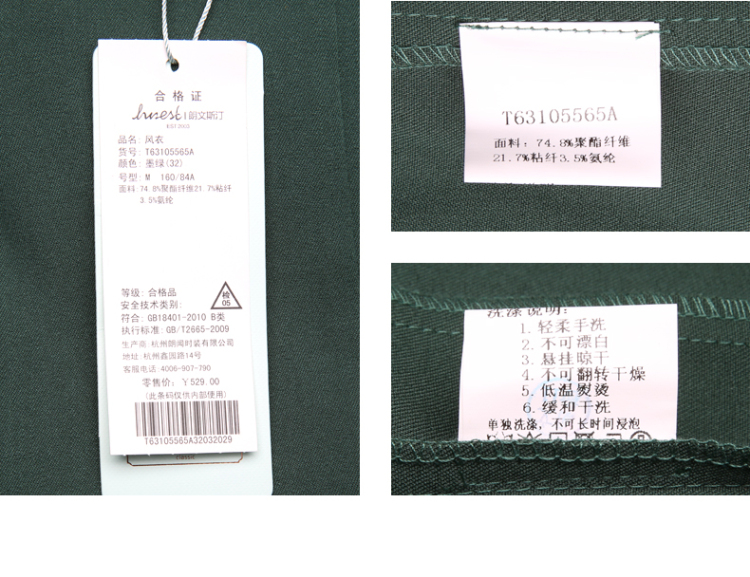 合格证
hnest 朗文斯汀
品名: 风衣
货号: T63105565A
颜色: 墨绿(32)
号型: M 160/84A
面料: 74.8%聚酯纤维21.7%粘纤
3.5%氨纶
等级: 合格品
安全技术类别:
检
05
符合: GB18401-2010 B类
执行标准: GB/T2665-2009
生产商: 杭州朗闻时装有限公司
地址: 杭州鑫园路14号
客服电话: 4006-907-790
零售价: ¥529.00
(此条码仅供内部使用)
T63105565A32032029
T63105565A
面料: 74.8%聚酯纤维
21.7%粘纤3.5%氨纶
洗涤说明:
1. 轻柔手洗
2. 不可漂白
3. 悬挂晾干
4. 不可翻转干燥
5. 低温熨烫
6. 缓和干洗
单独洗涤, 不可长时间浸泡